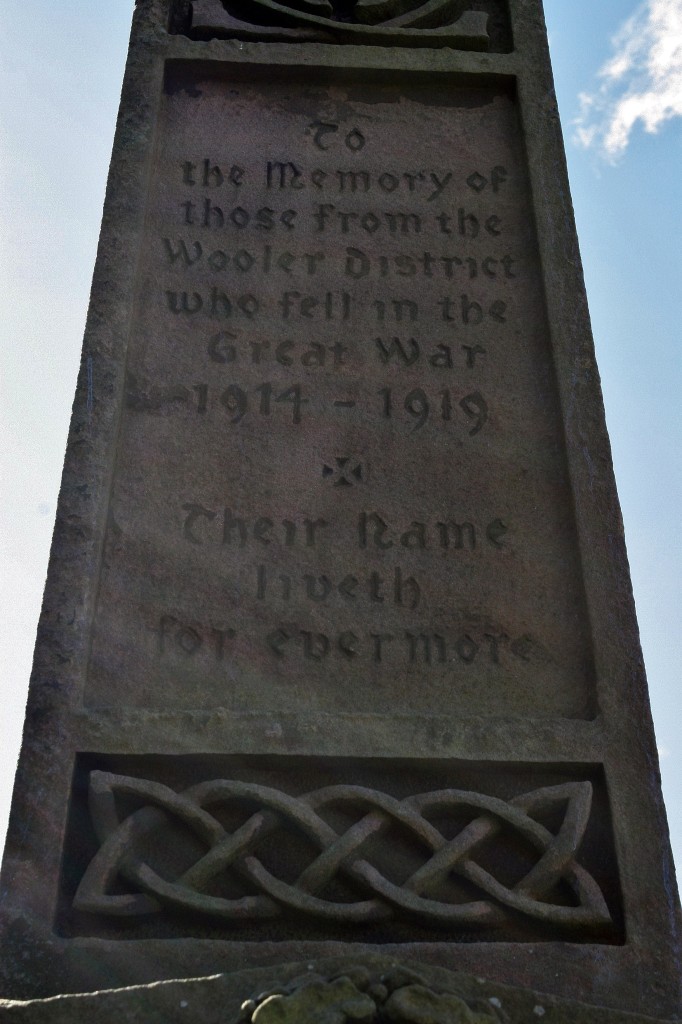 To
the Memory of
those from the
Wooler District
who fell in the
Great War
1914 - 1919
Their Name
liveth
for evermore